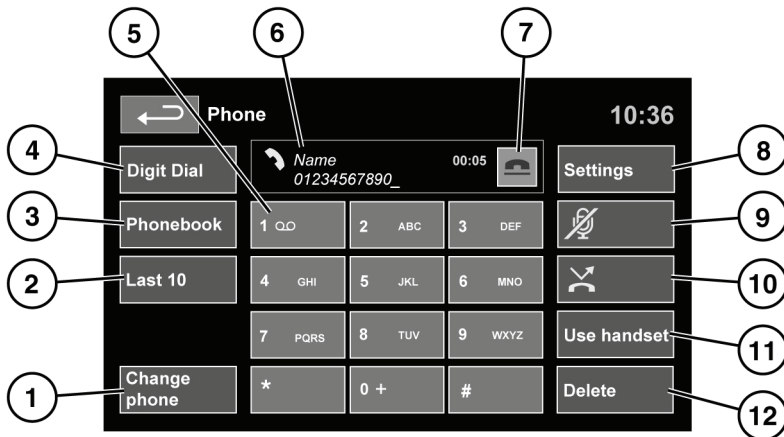 5
6
7
Phone
10:36
4
Digit Dial
Name
00:05
01234567890_
Settings
8
3
Phonebook
1
2 ABC
3 DEF
9
2
Last 10
4 GHI
5 JKL
6 MNO
10
7 PQRS
8 TUV
9 WXYZ
Use handset
11
1
Change
phone
*
0 +
#
Delete
12